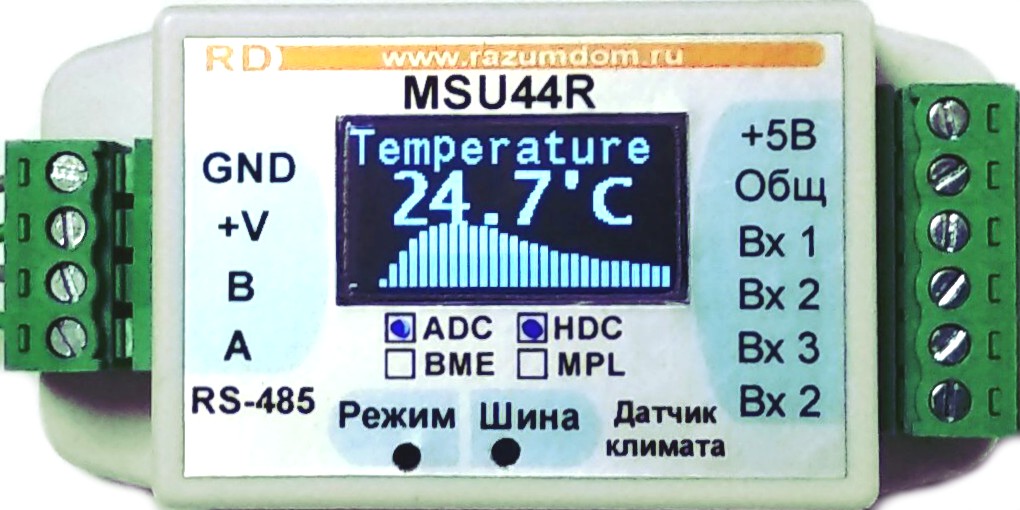 RD www.razumdom.ru
MSU44R
GND
+V
B
A
RS-485
Temperature
24.7'C
ADC HDC
BME MPL
Режим Шина
Датчик
климата
+5В
Общ
Вх 1
Вх 2
Вх 3
Вх 2